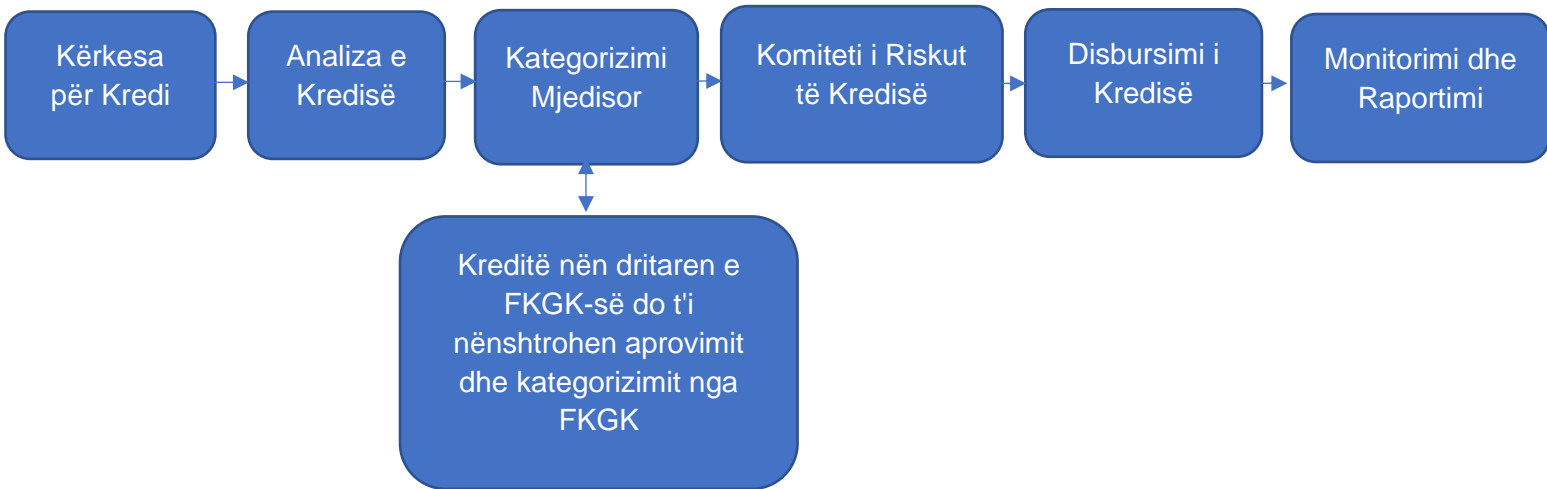 Kërkesa
për Kredi
Analiza e
Kredisë
Kategorizimi
Mjedisor
Komiteti i Riskut
të Kredisë
Disbursimi i
Kredisë
Monitorimi dhe
Raportimi
Kreditë nën dritaren e
FKGK-së do t'i
nënshtrohen aprovimit
dhe kategorizimit nga
FKGK